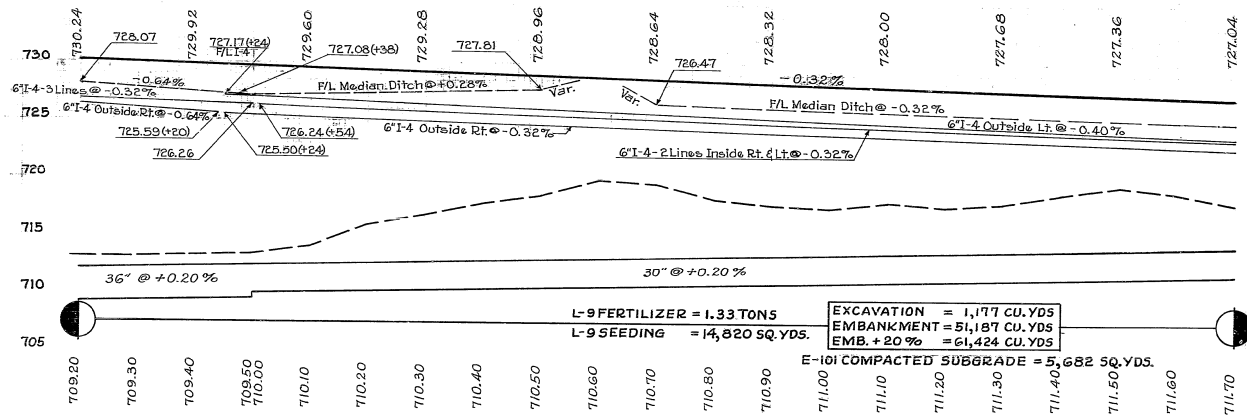 730.24
729.92
729.60
729.28
728.96
728.64
728.32
728.00
727.68
727.36
727.04
730
728.07
727.17(+24)
F/L I-4
727.08(+38)
727.81
726.47
-0.64%
-0.32%
F/L Median Ditch @ +0.28%
Var.
Var.
6"I-4-3 Lines @ -0.32%
F/L Median Ditch @ -0.32%
725
6"I-4 Outside Rt. @ -0.64%
6"I-4 Outside Lt. @ -0.40%
725.59(+20)
726.24(+54)
6"I-4 Outside Rt. @ -0.32%
726.26
725.50(+24)
6"I-4-2 Lines Inside Rt. & Lt. @ -0.32%
720
715
710
36" @ +0.20%
30" @ +0.20%
L-9 FERTILIZER = 1.33 TONS
L-9 SEEDING = 14,820 SQ.YDS.
EXCAVATION = 1,177 CU.YDS
EMBANKMENT = 51,187 CU.YDS
EMB. +20% = 61,424 CU.YDS
705
E-101 COMPACTED SUBGRADE = 5,682 SQ.YDS.
709.20
709.30
709.40
709.50
710.00
710.10
710.20
710.30
710.40
710.50
710.60
710.70
710.80
710.90
711.00
711.10
711.20
711.30
711.40
711.50
711.60
711.70